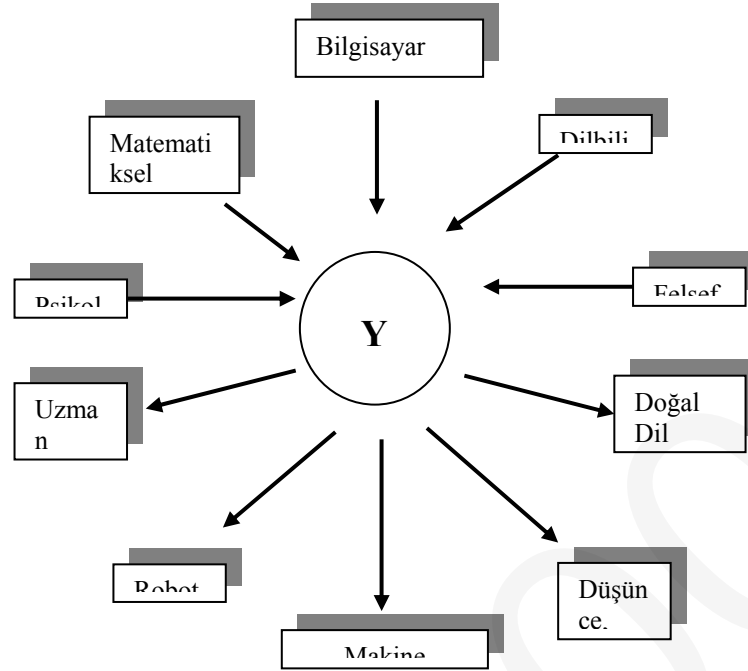 Bilgisayar
Matemati
ksel
Dilbili
Psikol
Felsef
Y
Uzma
n
Doğal
Dil
Robot
Düşün
ce,
Makine